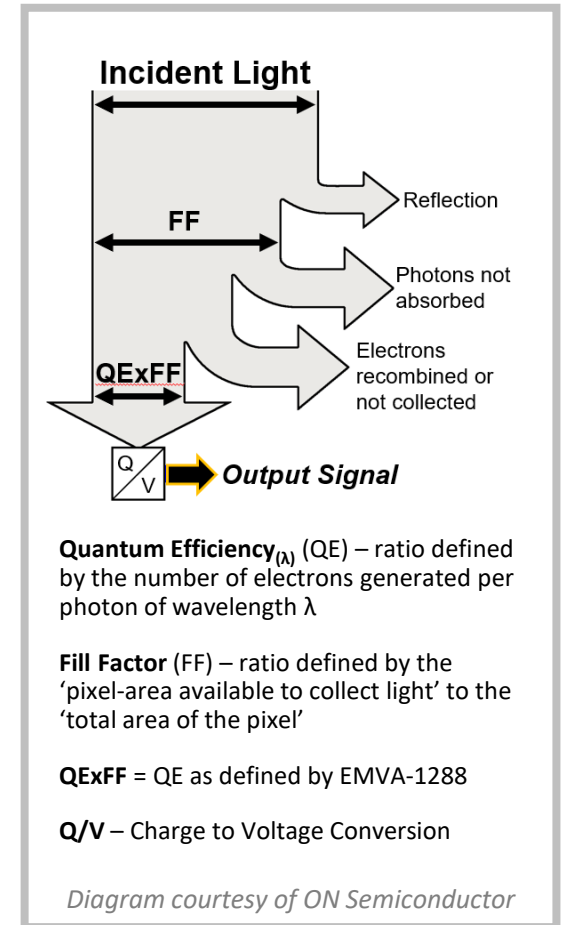 Incident Light
Reflection
FF
Photons not
absorbed
Electrons
recombined or
not collected
QExFF
Q
V
Output Signal
Quantum Efficiency(λ) (QE) – ratio defined
by the number of electrons generated per
photon of wavelength λ
Fill Factor (FF) – ratio defined by the
‘pixel-area available to collect light’ to the
‘total area of the pixel’
QExFF = QE as defined by EMVA-1288
Q/V – Charge to Voltage Conversion
Diagram courtesy of ON Semiconductor